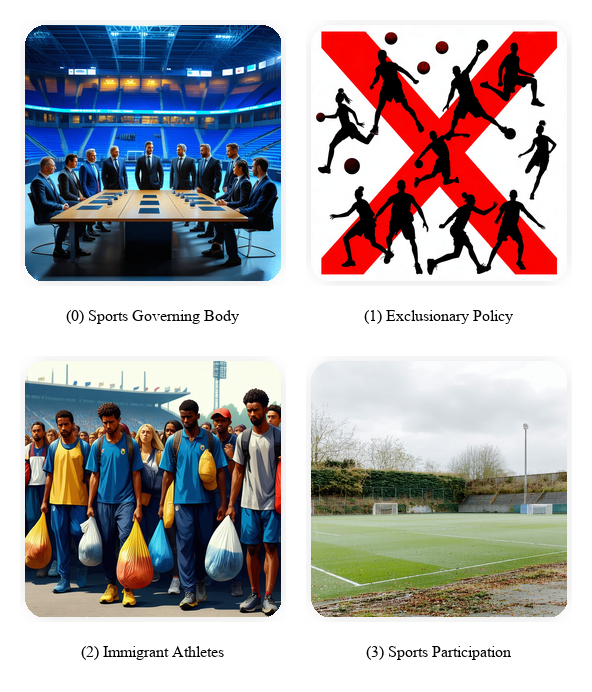 (0) Sports Governing Body
(1) Exclusionary Policy
(2) Immigrant Athletes
(3) Sports Participation